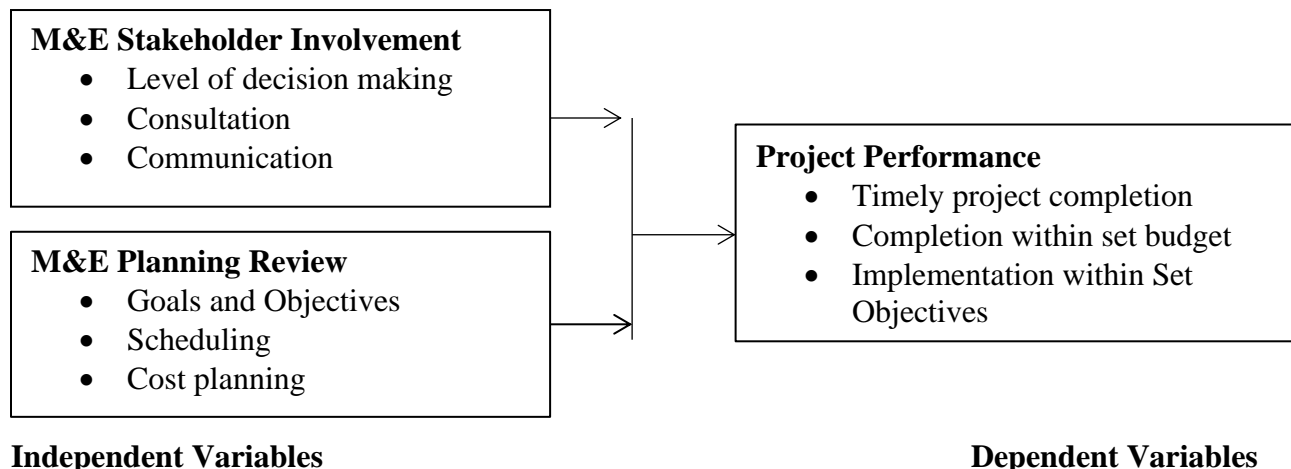 M&E Stakeholder Involvement
• Level of decision making
• Consultation
• Communication
M&E Planning Review
• Goals and Objectives
• Scheduling
• Cost planning
Project Performance
• Timely project completion
• Completion within set budget
• Implementation within Set
Objectives
Independent Variables
Dependent Variables